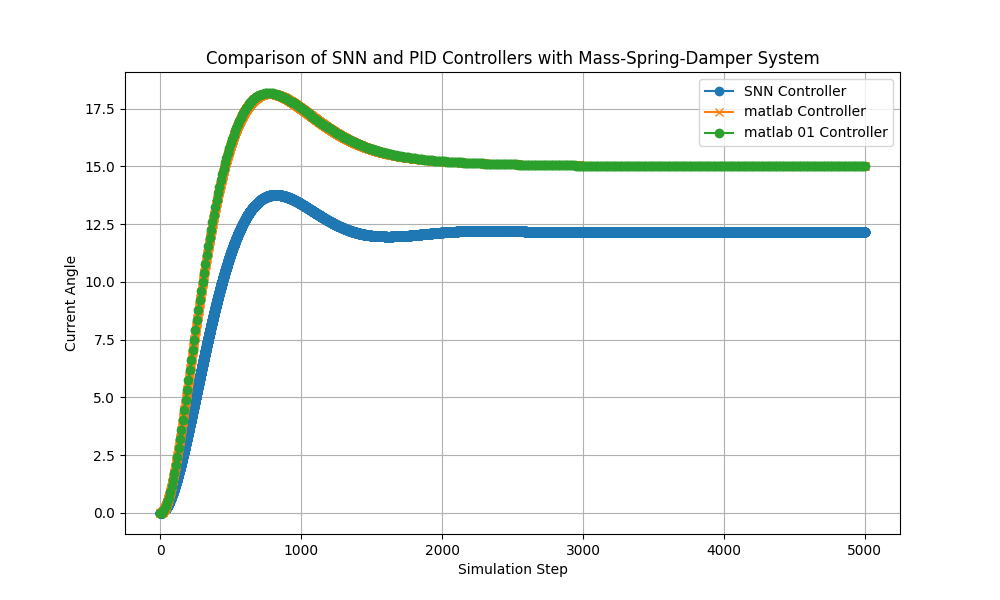 Comparison of SNN and PID Controllers with Mass-Spring-Damper System
SNN Controller
matlab Controller
matlab 01 Controller
17.5
15.0
12.5
10.0
7.5
5.0
2.5
0.0
Current Angle
0 1000 2000 3000 4000 5000
Simulation Step